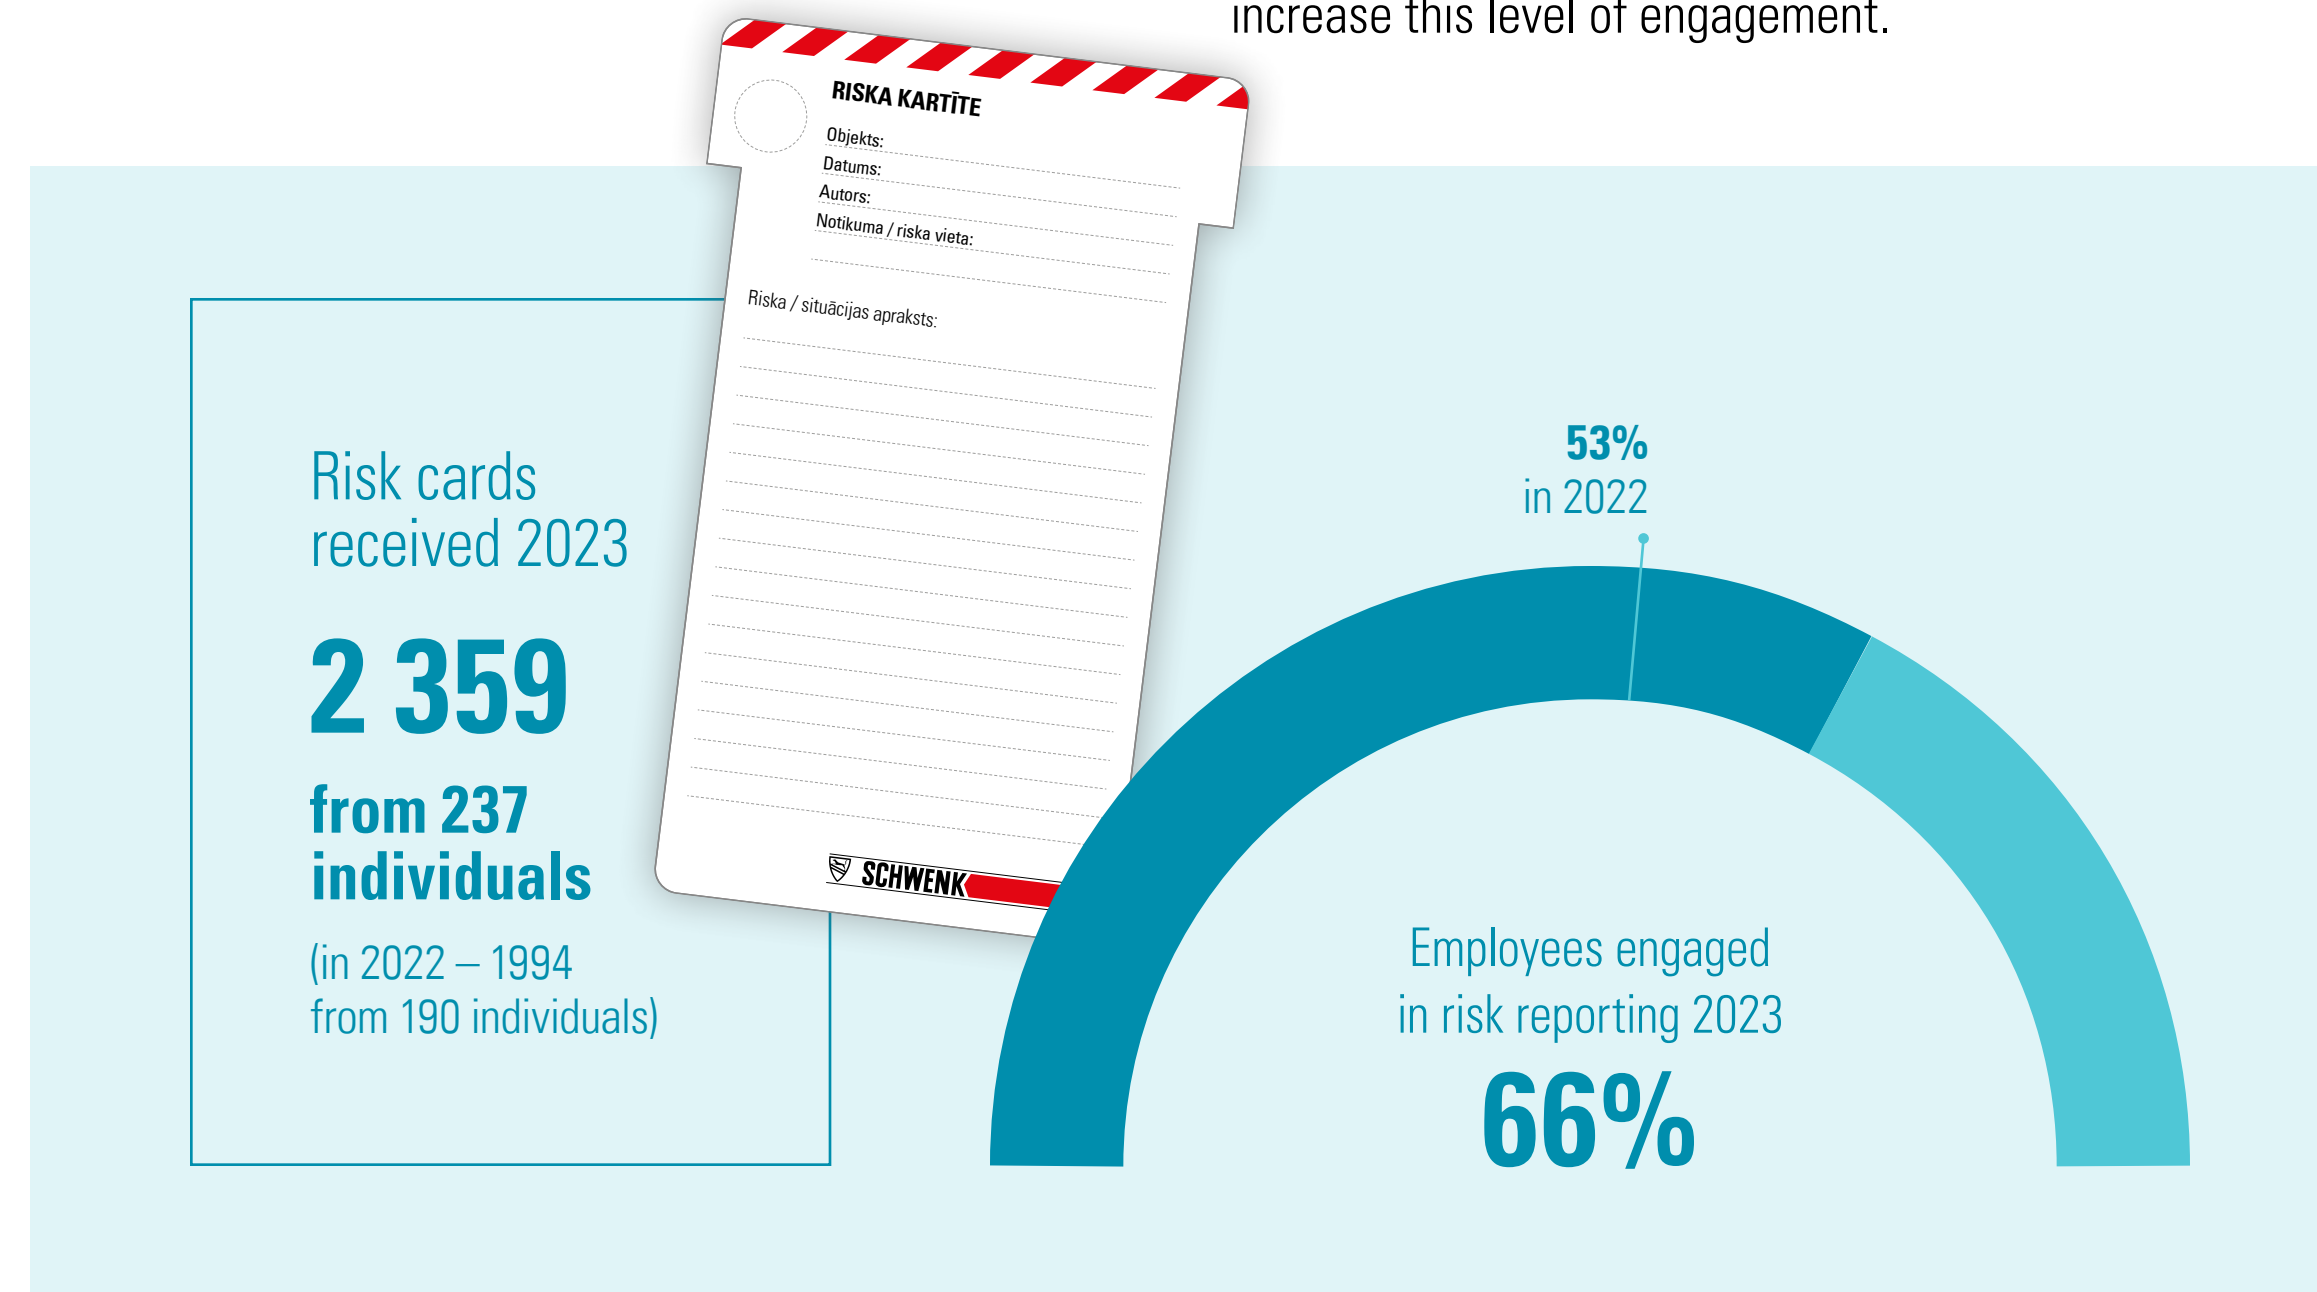 increase this level of engagement.
RISKA KARTĪTE
Objekts:
Datums:
Autors:
Notikuma / riska vieta:
Riska / situācijas apraksts:
SCHWENK
Risk cards
received 2023
2 359
from 237
individuals
(in 2022 – 1994
from 190 individuals)
53%
in 2022
Employees engaged
in risk reporting 2023
66%